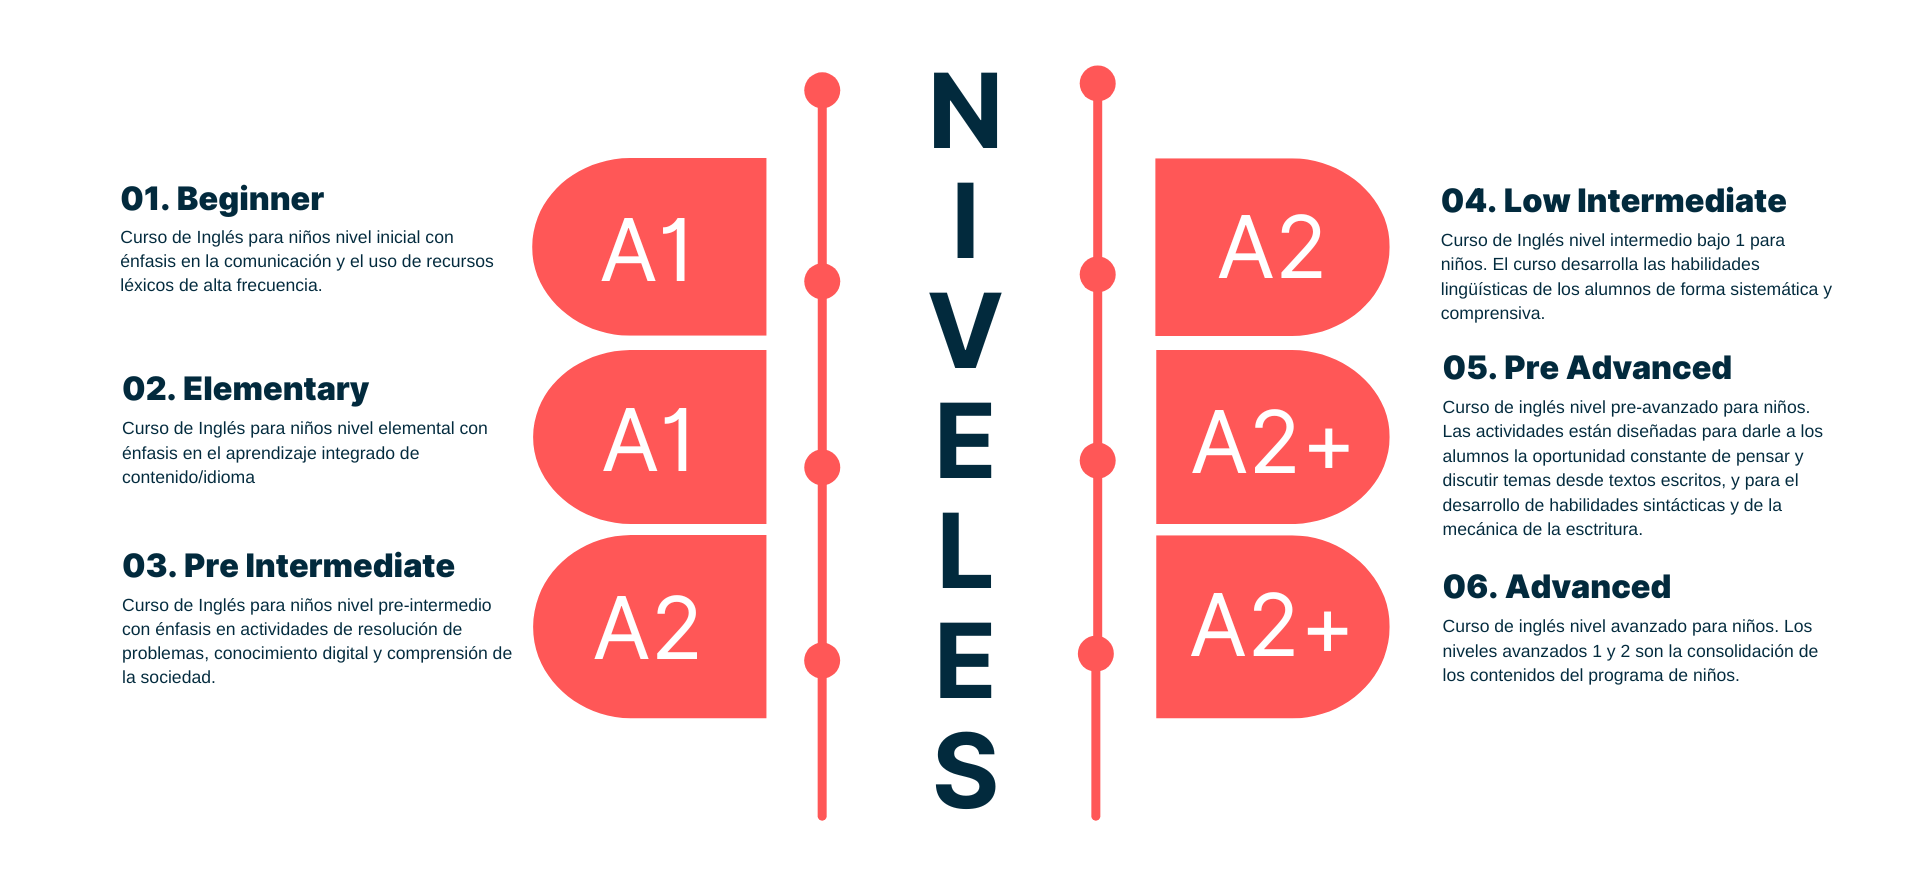 01. Beginner
Curso de Inglés para niños nivel inicial con
énfasis en la comunicación y el uso de recursos
léxicos de alta frecuencia.
A1
02. Elementary
Curso de Inglés para niños nivel elemental con
énfasis en el aprendizaje integrado de
contenido/idioma
A1
03. Pre Intermediate
Curso de Inglés para niños nivel pre-intermedio
con énfasis en actividades de resolución de
problemas, conocimiento digital y comprensión de
la sociedad.
A2
N
I
V
E
L
E
S
A2
04. Low Intermediate
Curso de Inglés nivel intermedio bajo 1 para
niños. El curso desarrolla las habilidades
lingüísticas de los alumnos de forma sistemática y
comprensiva.
A2+
05. Pre Advanced
Curso de inglés nivel pre-avanzado para niños.
Las actividades están diseñadas para darle a los
alumnos la oportunidad constante de pensar y
discutir temas desde textos escritos, y para el
desarrollo de habilidades sintácticas y de la
mecánica de la esctritura.
A2+
06. Advanced
Curso de inglés nivel avanzado para niños. Los
niveles avanzados 1 y 2 son la consolidación de
los contenidos del programa de niños.